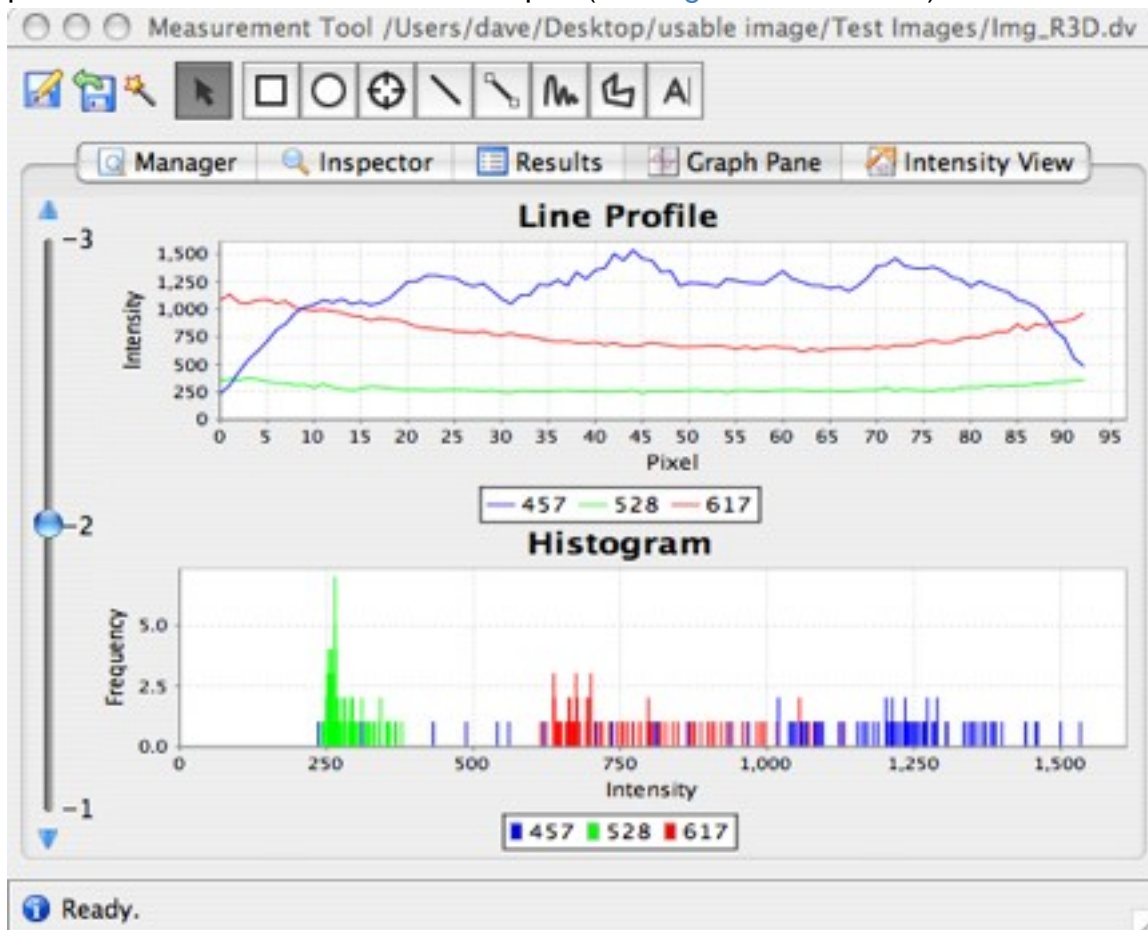 Measurement Tool /Users/dave/Desktop/usable image/Test Images/Img_R3D.dv
A
Manager Inspector Results Graph Pane Intensity View
-3
-2
-1
Line Profile
Intensity
1,500
1,250
1,000
750
500
250
0
0 5 10 15 20 25 30 35 40 45 50 55 60 65 70 75 80 85 90 95
Pixel
457 528 617
Histogram
Frequency
5.0
2.5
0.0
0 250 500 750 1,000 1,250 1,500
Intensity
457 528 617
Ready.